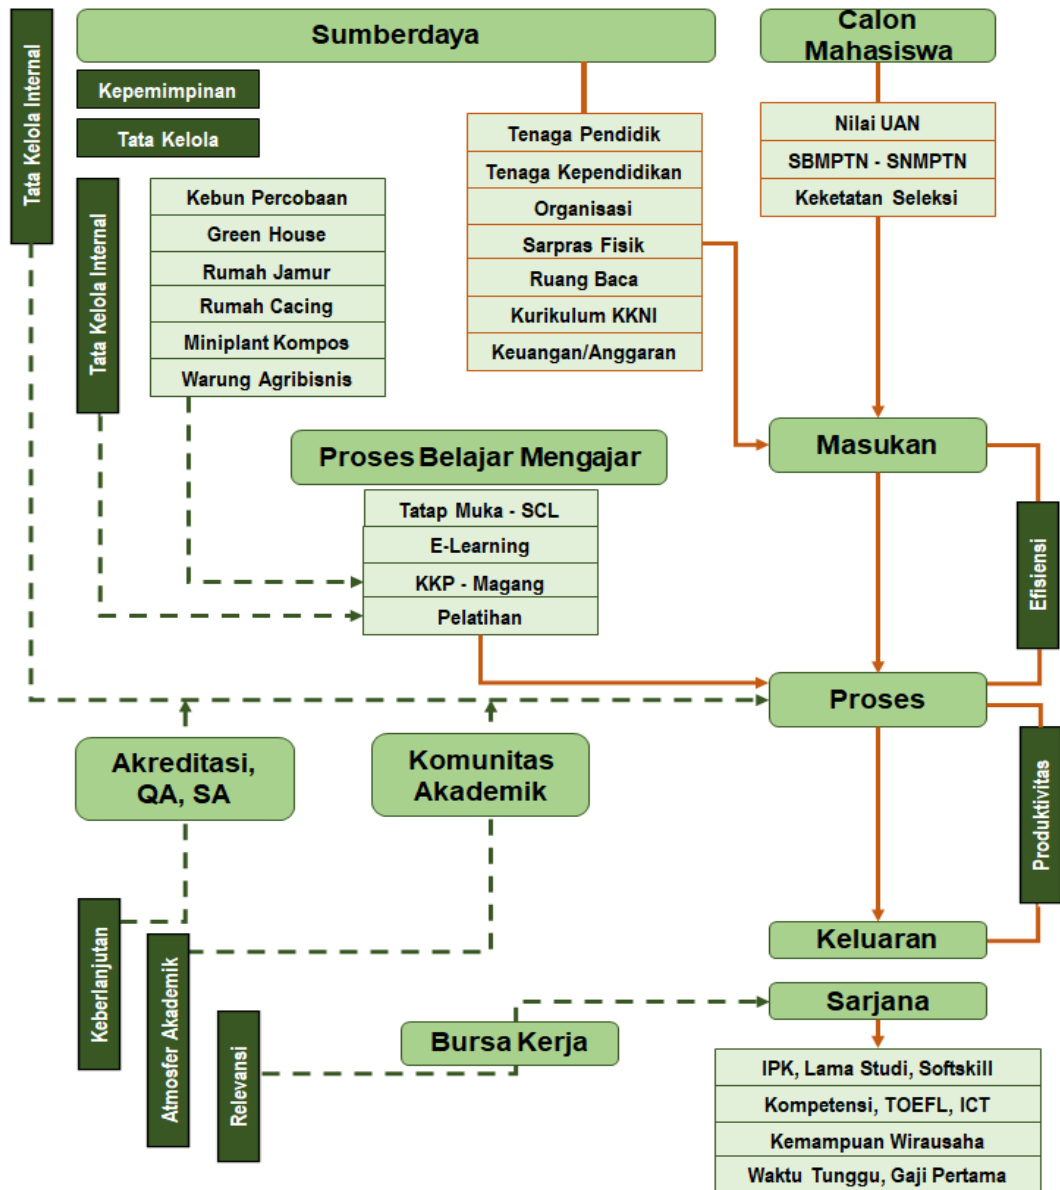 Tata Kelola Internal
Sumberdaya
Calon
Mahasiswa
Kepemimpinan
Tata Kelola
Tata Kelola Internal
Kebun Percobaan
Green House
Rumah Jamur
Rumah Cacing
Miniplant Kompos
Warung Agribisnis
Tenaga Pendidik
Tenaga Kependidikan
Organisasi
Sarpras Fisik
Ruang Baca
Kurikulum KKNI
Keuangan/Anggaran
Nilai UAN
SBMPTN - SNMPTN
Keketatan Seleksi
Proses Belajar Mengajar
Tatap Muka - SCL
E-Learning
KKP - Magang
Pelatihan
Masukan
Efisiensi
Proses
Produktivitas
Akreditasi,
QA, SA
Komunitas
Akademik
Keberlanjutan
Atmosfer Akademik
Relevansi
Bursa Kerja
Keluaran
Sarjana
IPK, Lama Studi, Softskill
Kompetensi, TOEFL, ICT
Kemampuan Wirausaha
Waktu Tunggu, Gaji Pertama